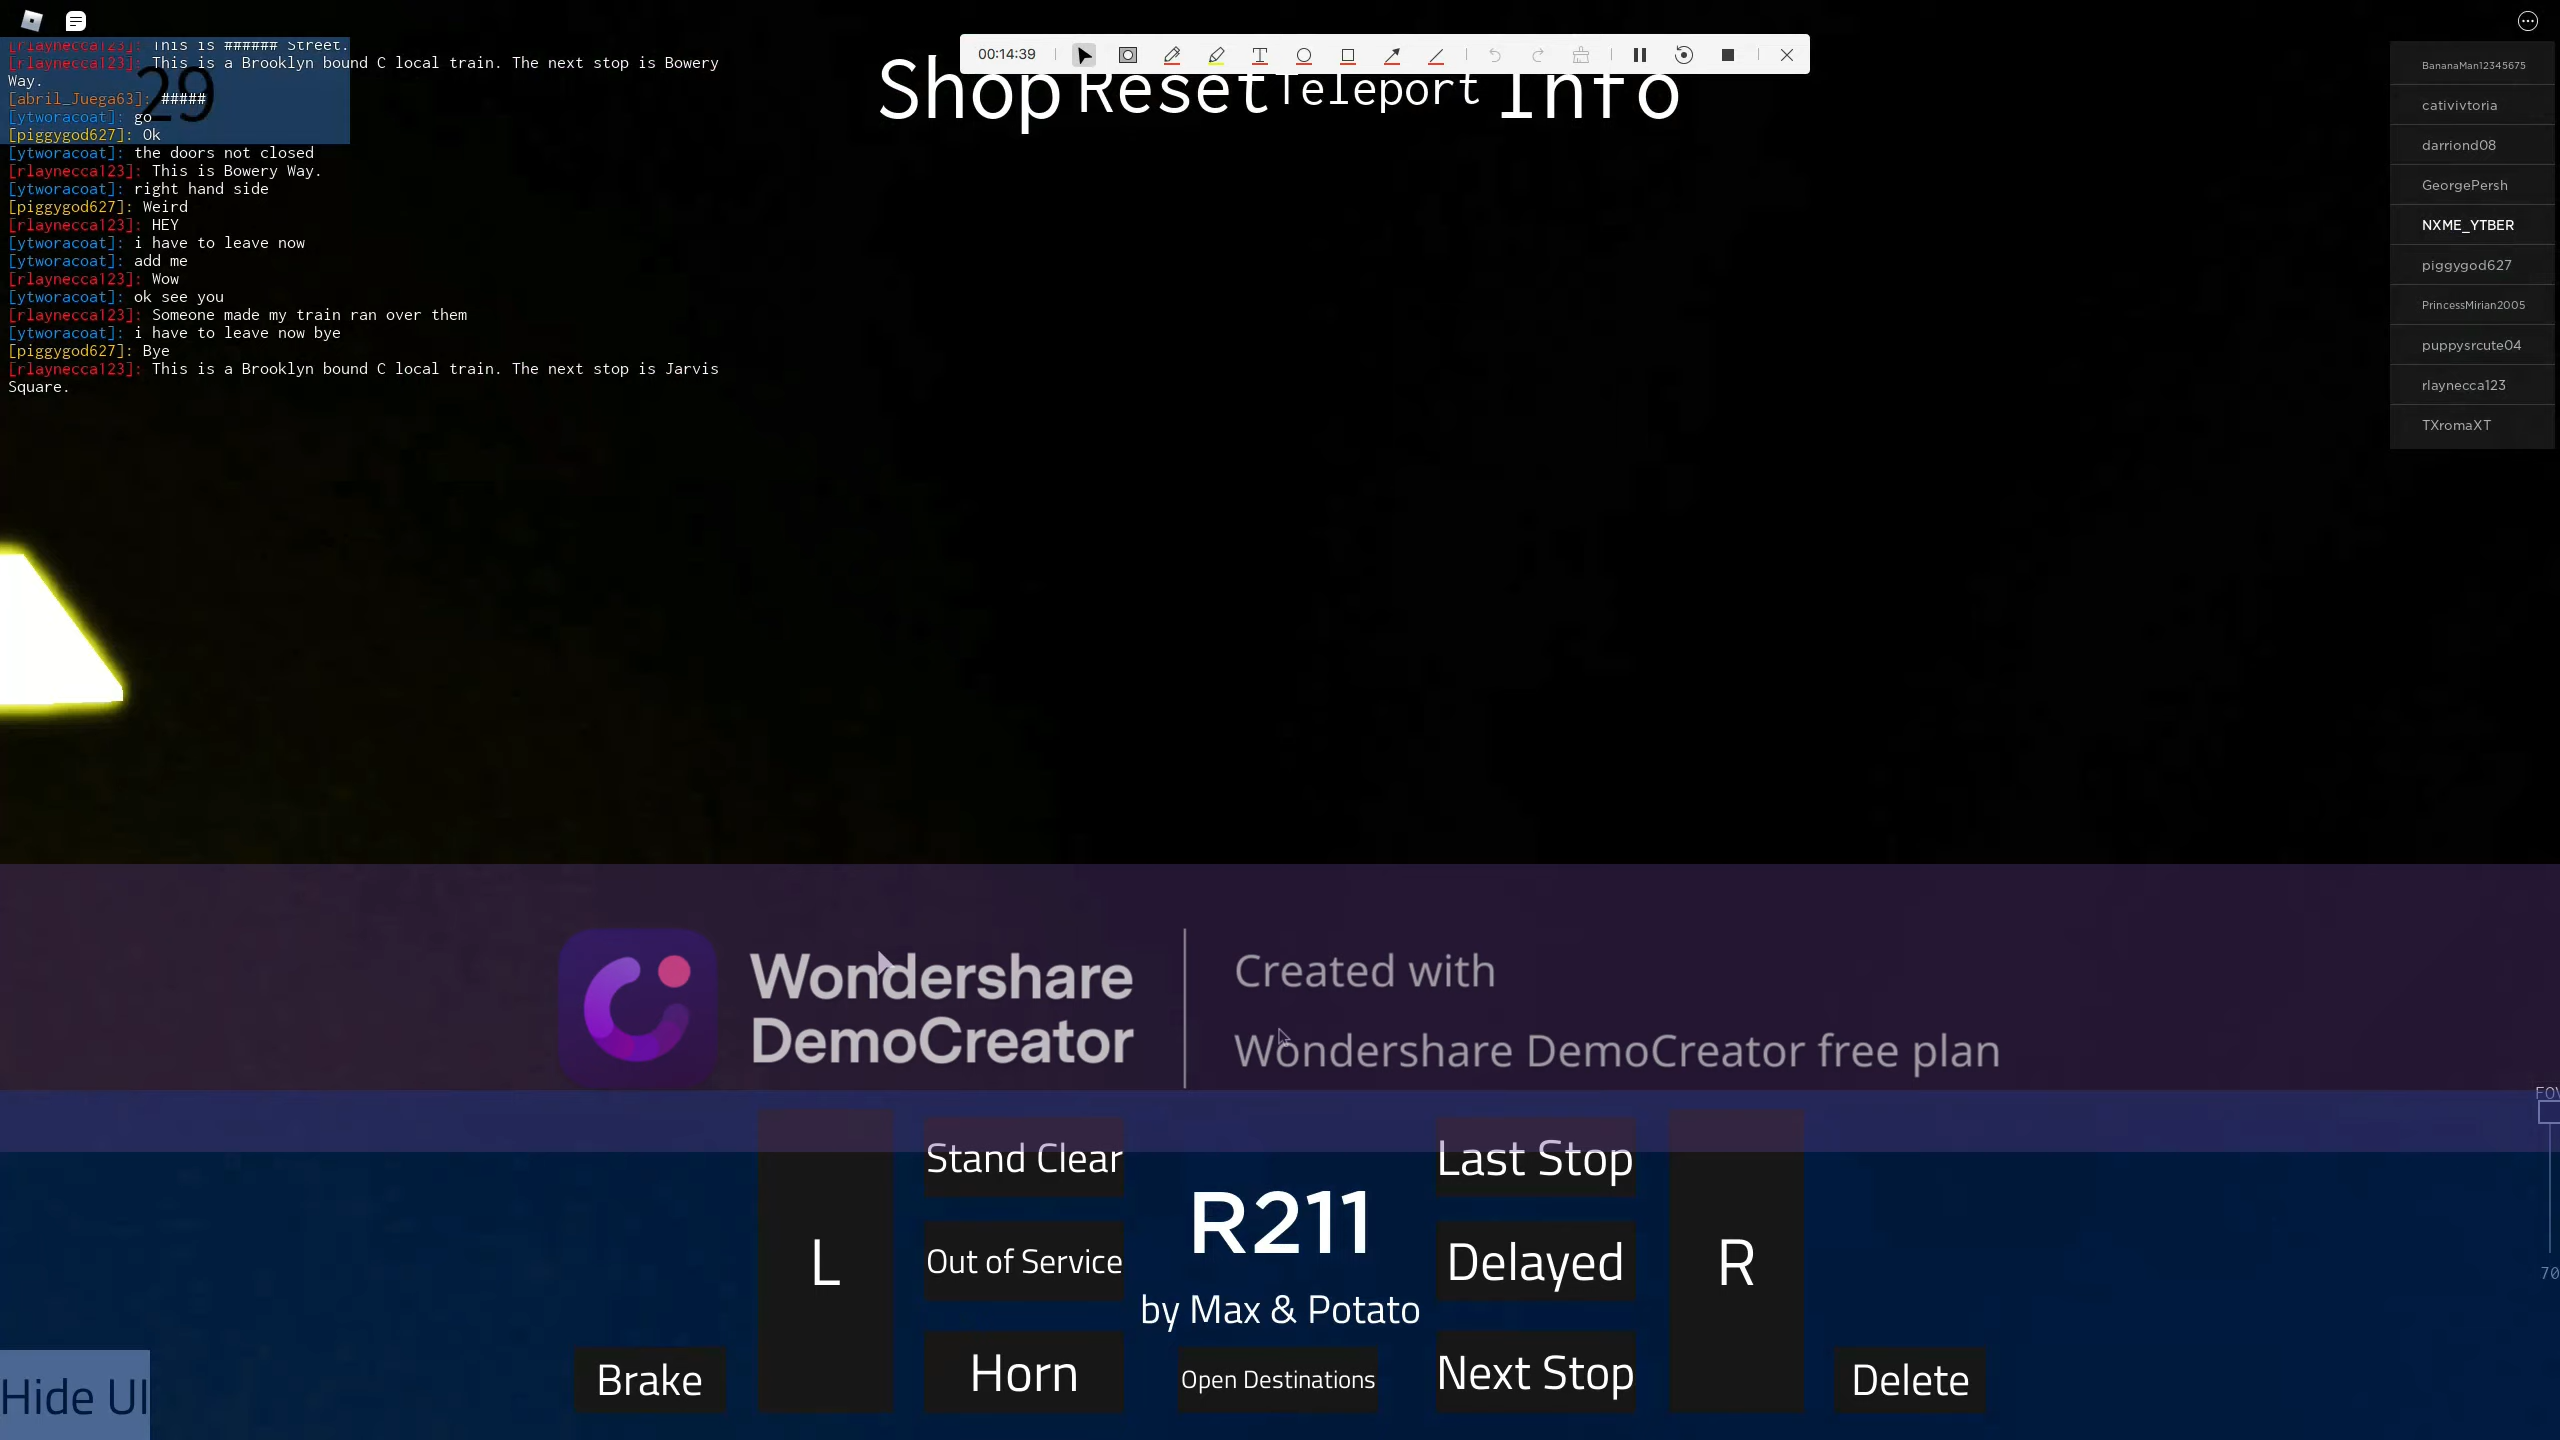 [rlaynecca123]: This is ###### Street.
[rlaynecca123]: This is a Brooklyn bound C local train. The next stop is Bowery
Way.
[abril_Juega63]: #####
[ytworacoat]: go
[piggygod627]: Ok
[ytworacoat]: the doors not closed
[rlaynecca123]: This is Bowery Way.
[ytworacoat]: right hand side
[piggygod627]: Weird
[rlaynecca123]: HEY
[ytworacoat]: i have to leave now
[ytworacoat]: add me
[rlaynecca123]: Wow
[ytworacoat]: ok see you
[rlaynecca123]: Someone made my train ran over them
[ytworacoat]: i have to leave now bye
[piggygod627]: Bye
[rlaynecca123]: This is a Brooklyn bound C local train. The next stop is Jarvis
Square.
29
00:14:39
Shop Reset Teleport Info
BananaMan12345675
cativivtoria
darriond08
GeorgePersh
NXME_YTBER
piggygod627
PrincessMirian2005
puppysrcute04
rlaynecca123
TXromaXT
Wondershare
DemoCreator
Created with
Wondershare DemoCreator free plan
FOV
70
L
Stand Clear
Out of Service
Horn
R211
by Max & Potato
Open Destinations
Last Stop
Delayed
Next Stop
R
Brake
Delete
Hide UI